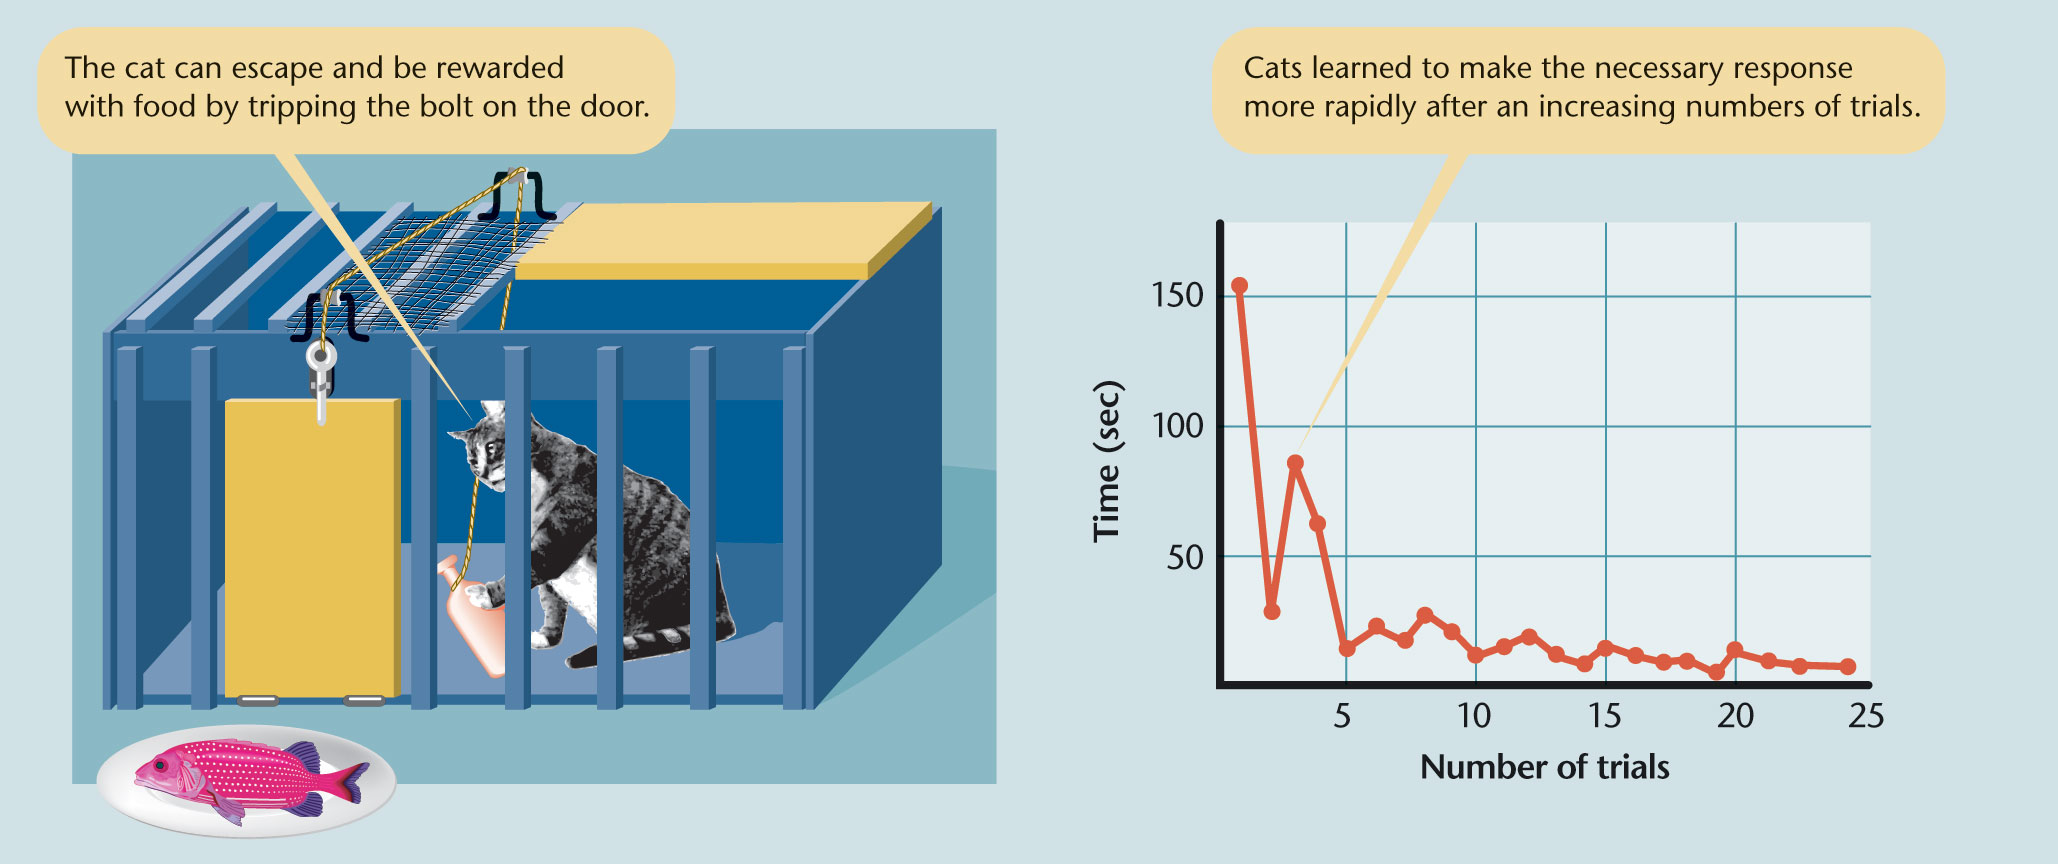 The cat can escape and be rewarded
with food by tripping the bolt on the door.
Cats learned to make the necessary response
more rapidly after an increasing numbers of trials.
150
100
50
Time (sec)
5
10
15
20
25
Number of trials